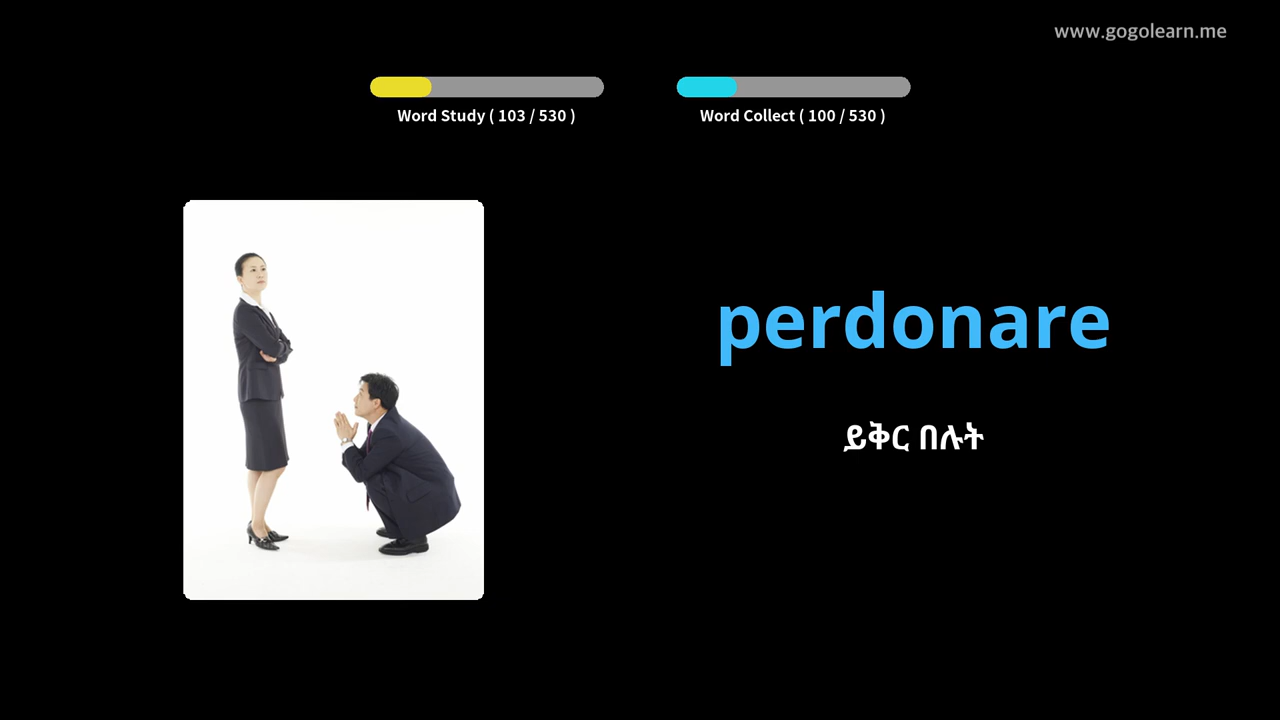 www.gogolearn.me
Word Study ( 103 / 530 )
Word Collect ( 100 / 530 )
perdonare
ይቅር በሉት